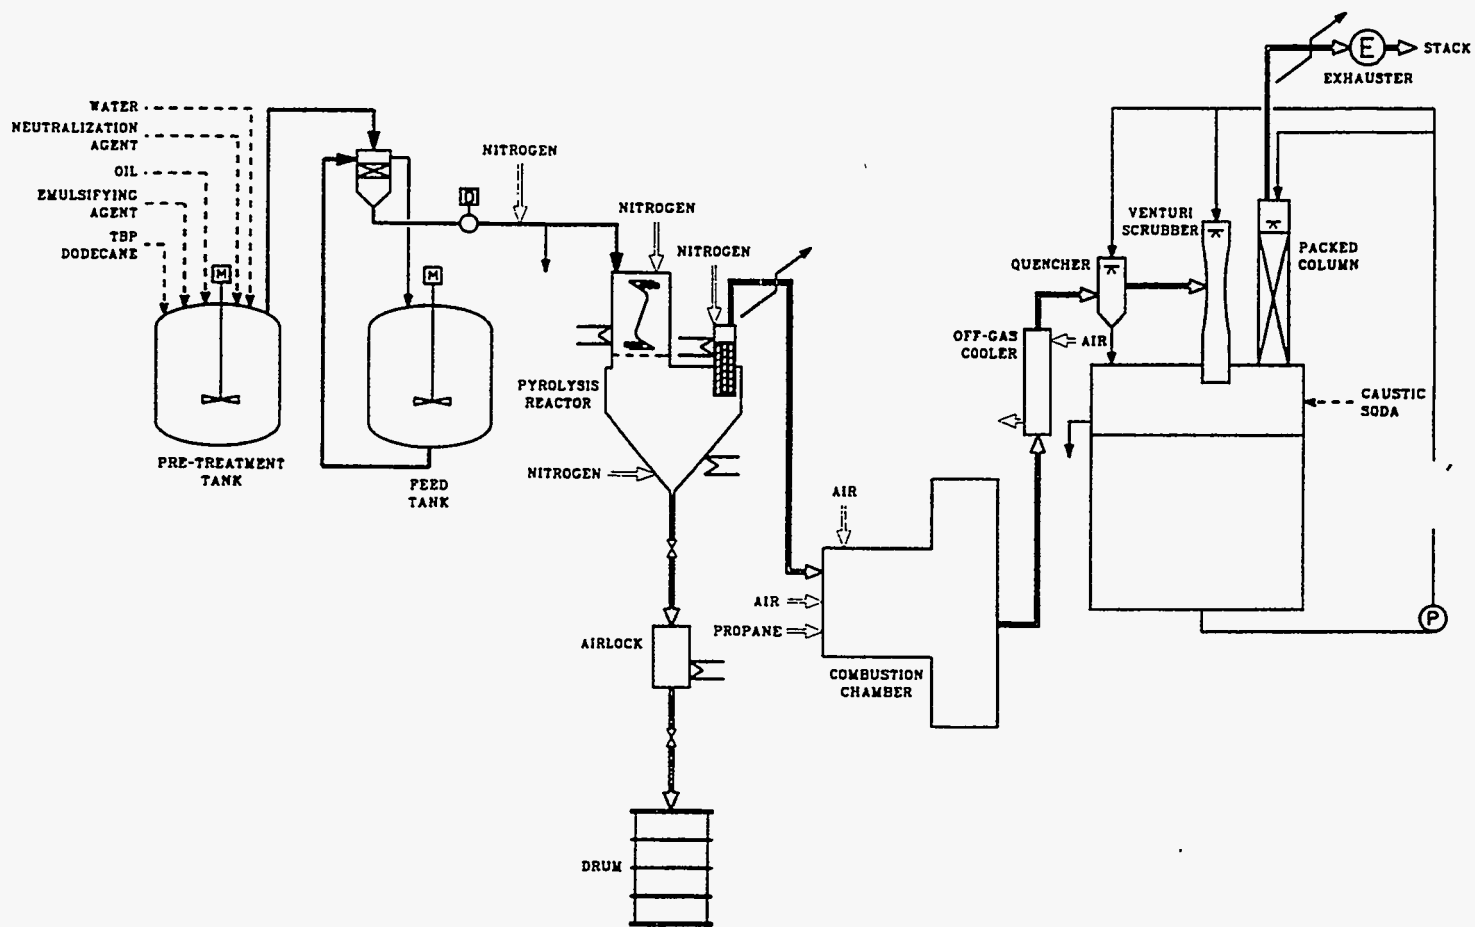 WATER
NEUTRALIZATION
AGENT
OIL
EMULSIFYING
AGENT
TBP
DODECANE
M
PRE-TREATMENT
TANK
M
FEED
TANK
D
NITROGEN
NITROGEN
NITROGEN
PYROLYSIS
REACTOR
NITROGEN
AIRLOCK
DRUM
AIR
AIR
PROPANE
COMBUSTION
CHAMBER
OFF-GAS
COOLER
AIR
QUENCHER
VENTURI
SCRUBBER
PACKED
COLUMN
E
STACK
EXHAUSTER
CAUSTIC
SODA
P